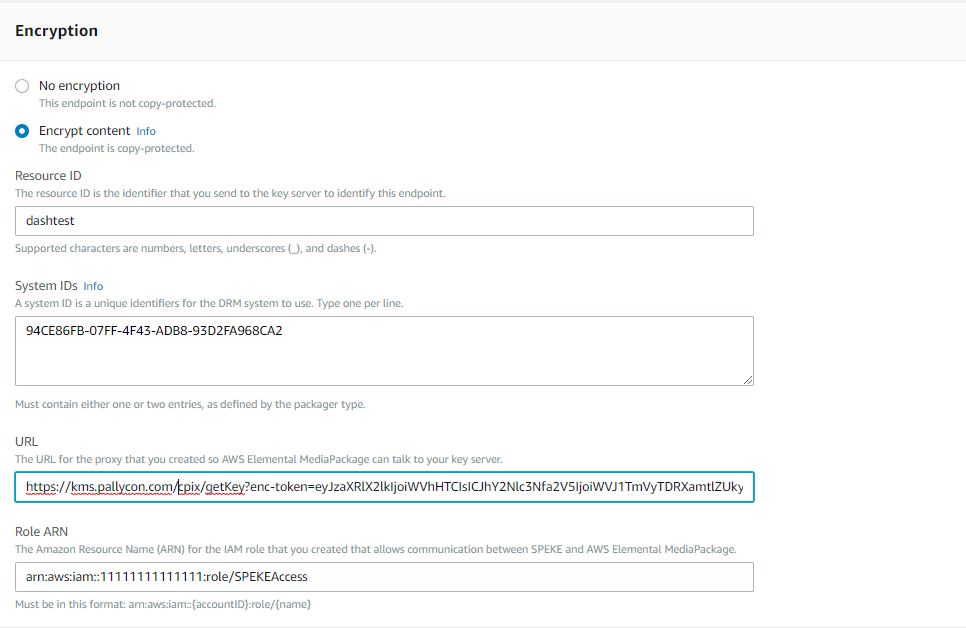 Encryption
No encryption
This endpoint is not copy-protected.
Encrypt content Info
The endpoint is copy-protected.
Resource ID
The resource ID is the identifier that you send to the key server to identify this endpoint.
dashtest
Supported characters are numbers, letters, underscores (_), and dashes (-).
System IDs Info
A system ID is a unique identifiers for the DRM system to use. Type one per line.
94CE86FB-07FF-4F43-ADB8-93D2FA968CA2
Must contain either one or two entries, as defined by the packager type.
URL
The URL for the proxy that you created so AWS Elemental MediaPackage can talk to your key server.
https://kms.pallycon.com/cpix/getKey?enc-token=eyJzaXRlX2lkIjoiWVhHTCIsICJhY2Nlc3Nfa2V5IjoiWVJ1TmVyTDRXamtlZUky
Role ARN
The Amazon Resource Name (ARN) for the IAM role that you created that allows communication between SPEKE and AWS Elemental MediaPackage.
arn:aws:iam::11111111111111:role/SPEKEAccess
Must be in this format: arn:aws:iam::{accountID}:role/{name}